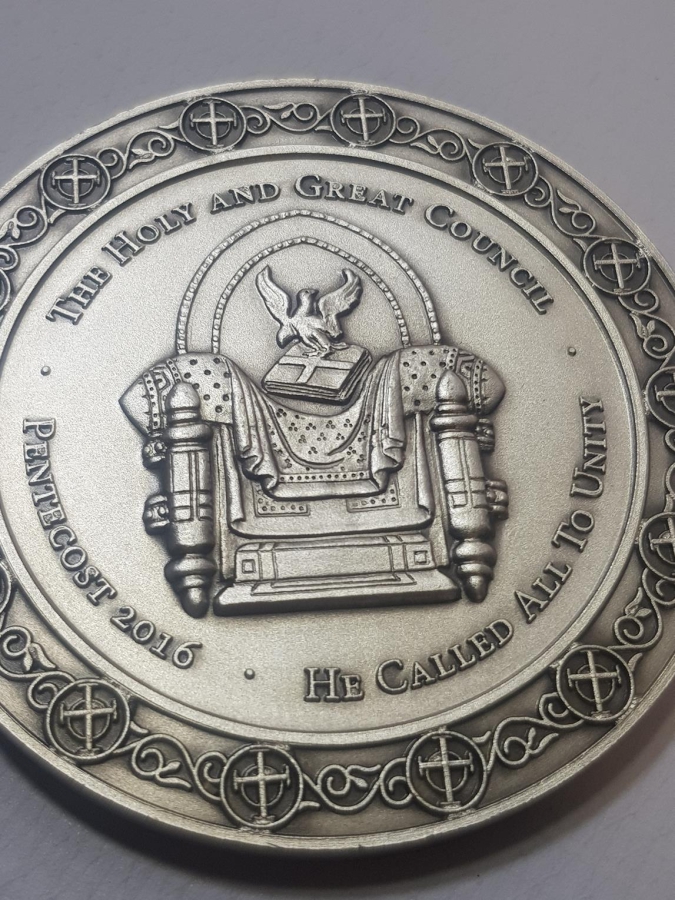 THE HOLY AND GREAT COUNCIL
PENTECOST 2016
HE CALLED ALL TO UNITY